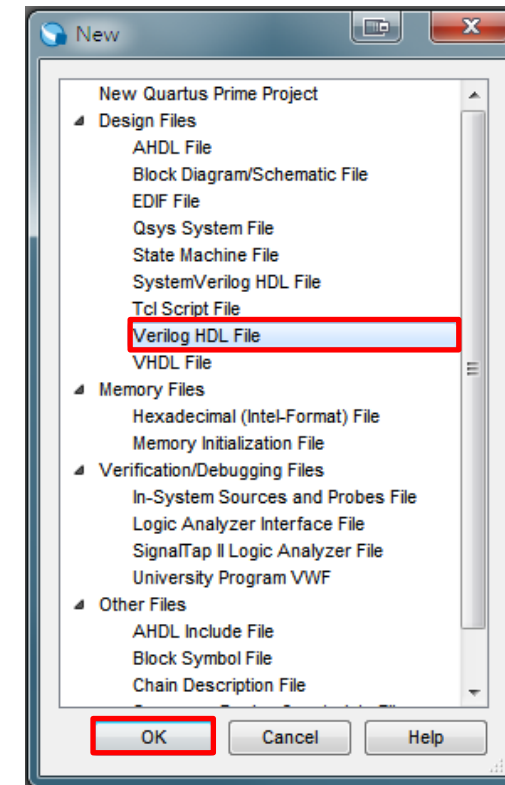 New
New Quartus Prime Project
Design Files
AHDL File
Block Diagram/Schematic File
EDIF File
Qsys System File
State Machine File
SystemVerilog HDL File
Tcl Script File
Verilog HDL File
VHDL File
Memory Files
Hexadecimal (Intel-Format) File
Memory Initialization File
Verification/Debugging Files
In-System Sources and Probes File
Logic Analyzer Interface File
SignalTap II Logic Analyzer File
University Program VWF
Other Files
AHDL Include File
Block Symbol File
Chain Description File
OK Cancel Help